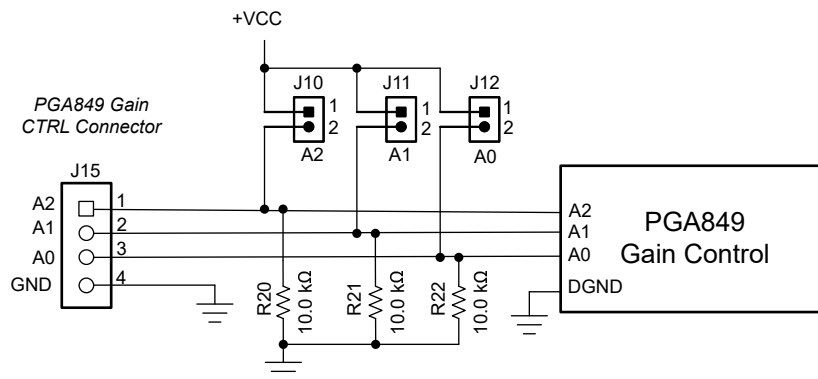 +VCC
J10
J11
J12
1
2
1
2
1
2
A2
A1
A0
PGA849 Gain
CTRL Connector
J15
A2
1
A1
2
A0
3
GND
4
A2
A1
A0
DGND
PGA849
Gain Control
R20
10.0 kΩ
R21
10.0 kΩ
R22
10.0 kΩ